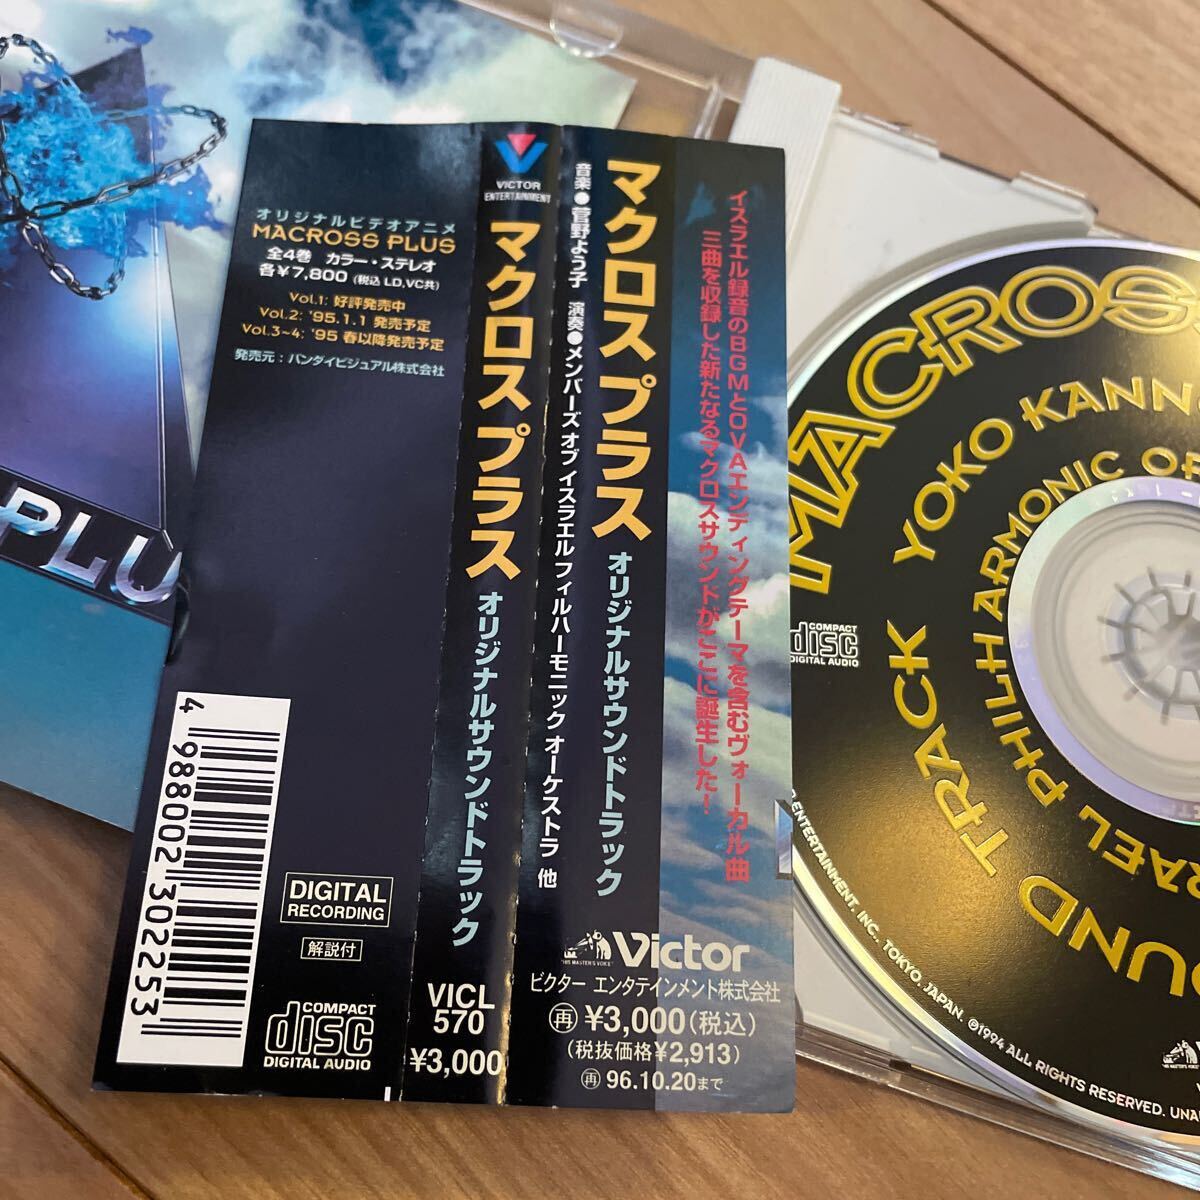 PLU
オリジナルビデオアニメ
MACROSS PLUS
全4巻 カラー・ステレオ
各¥7,800 (税込 LD,VC共)
Vol.1: 好評発売中
Vol.2: '95.1.1 発売予定
Vol.3~4: '95 春以降発売予定
発売元：バンダイビジュアル株式会社
4 988002 302253
DIGITAL
RECORDING
解説付
COMPACT
disc
DIGITAL AUDIO
VICTOR
ENTERTAINMENT
マクロス プラス オリジナルサウンドトラック
VICL
570
¥3,000
イスラエル録音のBGMとOVAエンディングテーマを含むヴォーカル曲
三曲を収録した新たなるマクロスサウンドがここに誕生した!
マクロス プラス オリジナルサウンドトラック
音楽●菅野よう子 演奏●メンバーズ オブ イスラエル フィルハーモニック オーケストラ 他
"HIS MASTER'S VOICE"
Victor
ビクター エンタテインメント株式会社
再 ¥3,000(税込)
(税抜価格¥2,913)
再 96.10.20まで
MACROS
YOKO KANN
PHILHARMONIC OF
RAEL
OUND TRACK
COMPACT
disc
DIGITAL AUDIO
ENTERTAINMENT, INC. TOKYO, JAPAN. ℗1994 ALL RIGHTS RESERVED. UNA